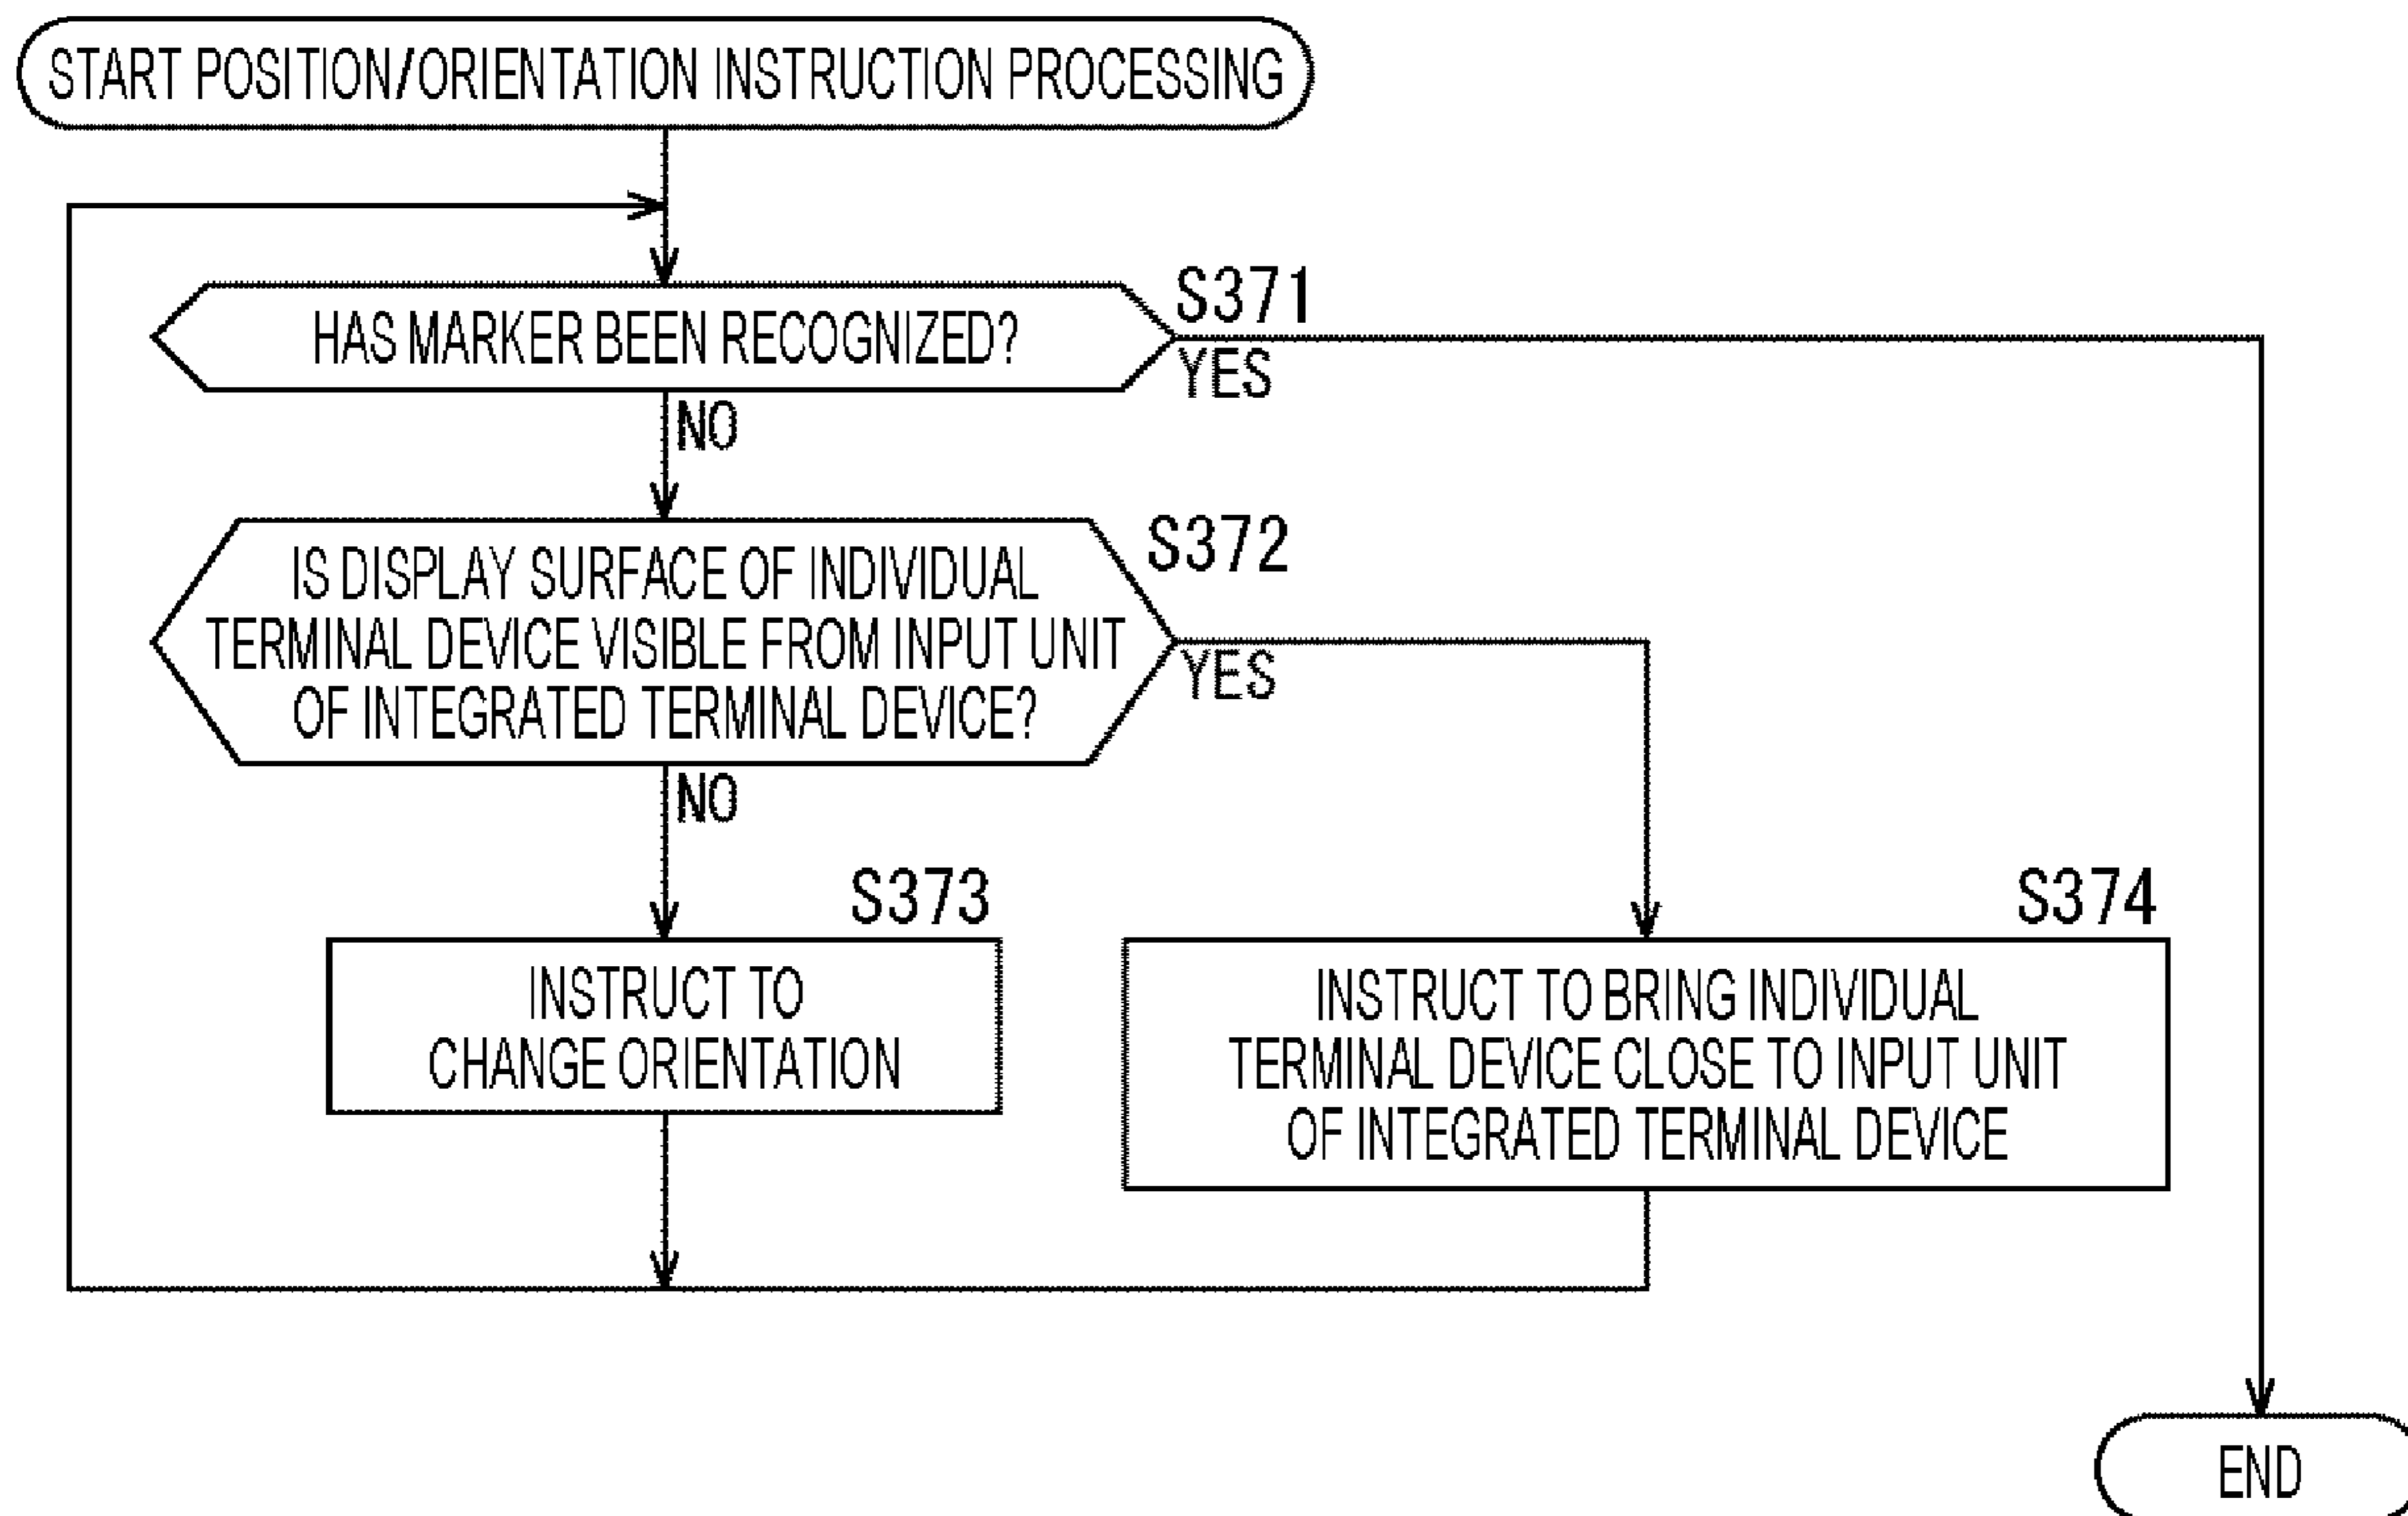 START POSITION/ORIENTATION INSTRUCTION PROCESSING
S371
HAS MARKER BEEN RECOGNIZED?
YES
NO
S372
IS DISPLAY SURFACE OF INDIVIDUAL
TERMINAL DEVICE VISIBLE FROM INPUT UNIT
OF INTEGRATED TERMINAL DEVICE?
YES
NO
S373
INSTRUCT TO
CHANGE ORIENTATION
S374
INSTRUCT TO BRING INDIVIDUAL
TERMINAL DEVICE CLOSE TO INPUT UNIT
OF INTEGRATED TERMINAL DEVICE
END